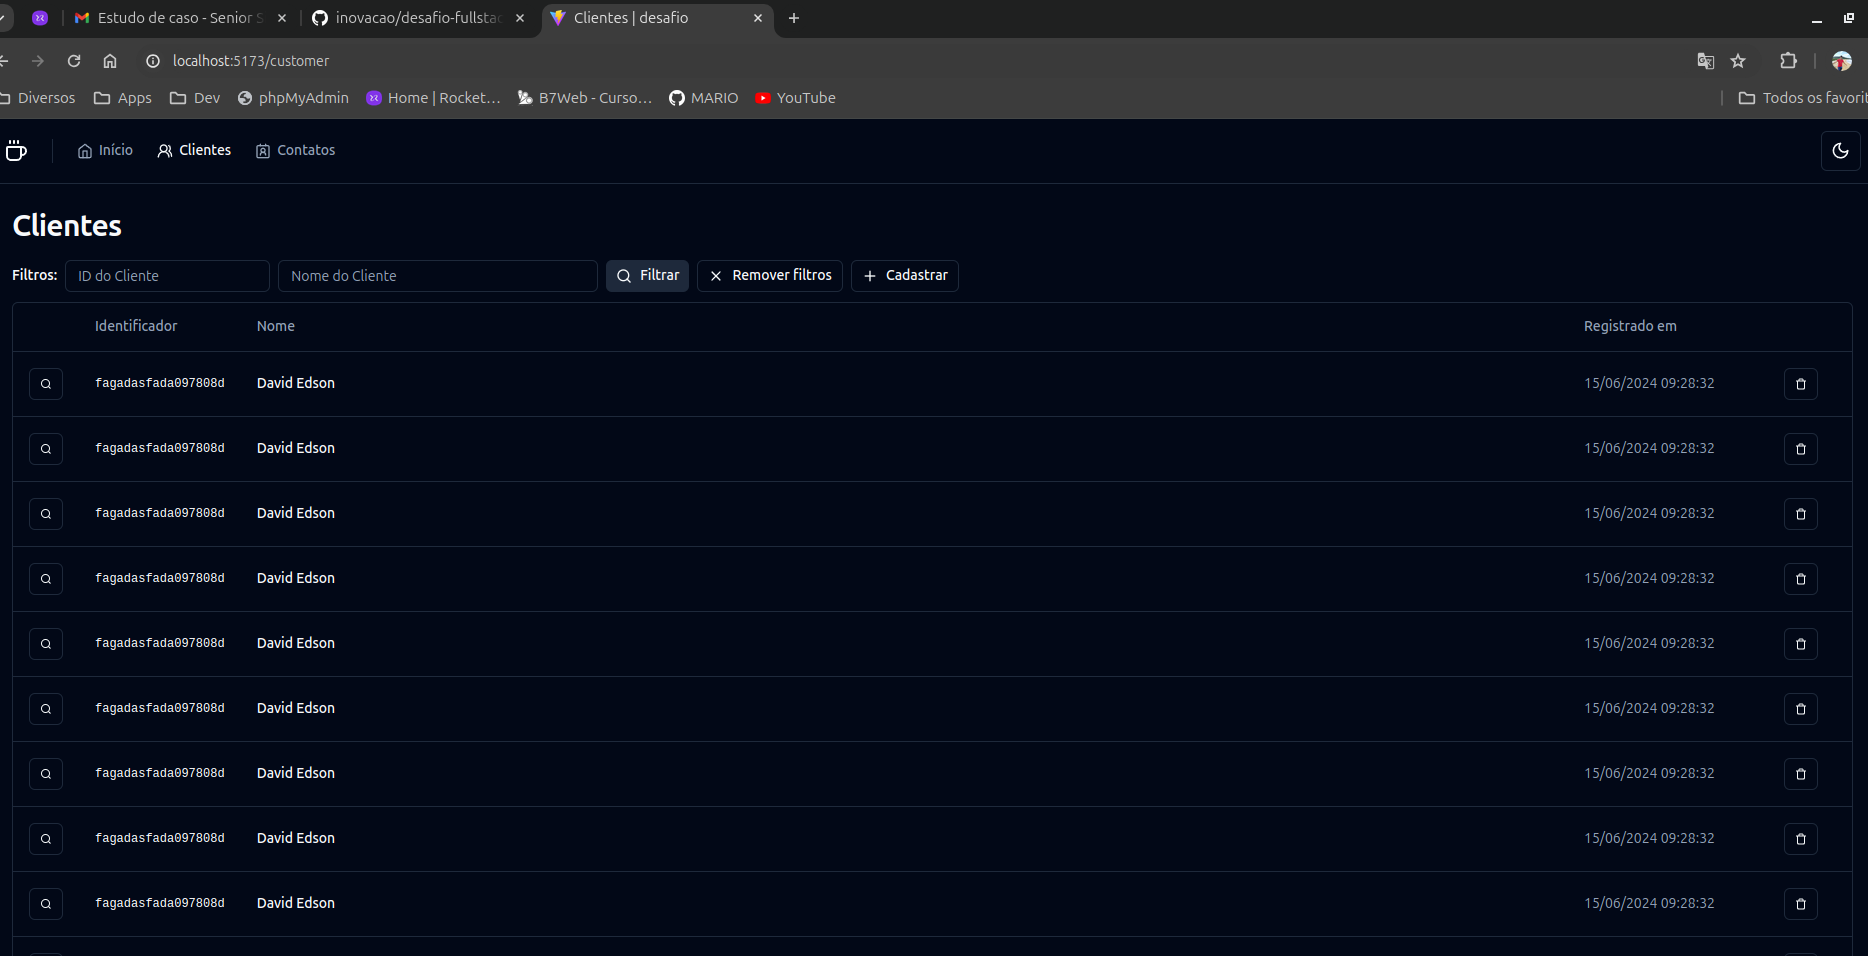 Estudo de caso - Senior S
inovacao/desafio-fullstac
Clientes | desafio
localhost:5173/customer
Diversos Apps Dev phpMyAdmin Home | Rocket… B7Web - Curso… MARIO YouTube Todos os favorit
Início Clientes Contatos
Clientes
Filtros: ID do Cliente Nome do Cliente Filtrar Remover filtros Cadastrar
Identificador Nome Registrado em
fagadasfada097808d David Edson 15/06/2024 09:28:32
fagadasfada097808d David Edson 15/06/2024 09:28:32
fagadasfada097808d David Edson 15/06/2024 09:28:32
fagadasfada097808d David Edson 15/06/2024 09:28:32
fagadasfada097808d David Edson 15/06/2024 09:28:32
fagadasfada097808d David Edson 15/06/2024 09:28:32
fagadasfada097808d David Edson 15/06/2024 09:28:32
fagadasfada097808d David Edson 15/06/2024 09:28:32
fagadasfada097808d David Edson 15/06/2024 09:28:32